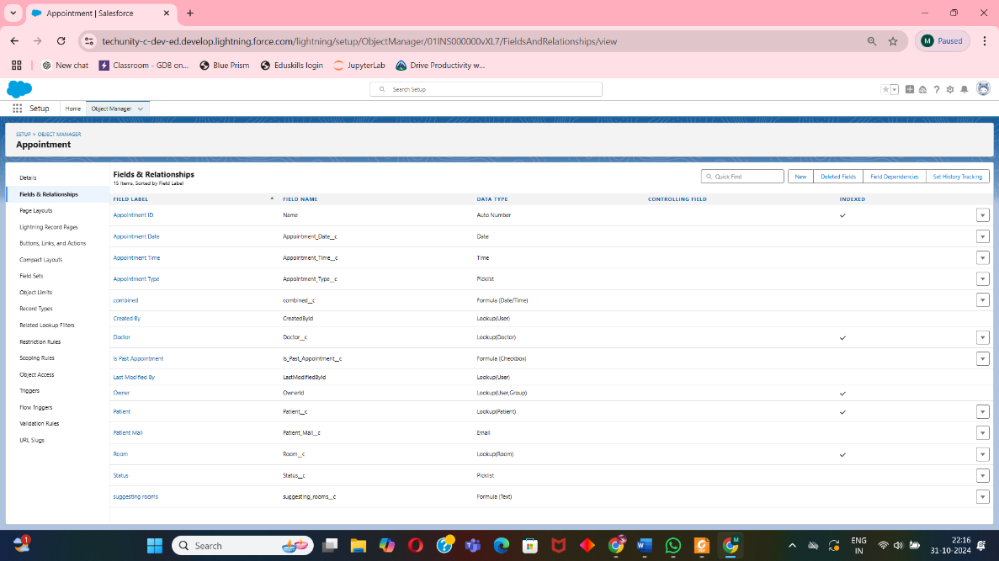 Appointment | Salesforce
techunity-c-dev-ed.develop.lightning.force.com/lightning/setup/ObjectManager/01INS000000vXL7/FieldsAndRelationships/view
M Paused
New chat Classroom - GDB on... Blue Prism Eduskills login JupyterLab Drive Productivity w...
Search Setup
Setup Home Object Manager
SETUP > OBJECT MANAGER
Appointment
Details
Fields & Relationships
Page Layouts
Lightning Record Pages
Buttons, Links, and Actions
Compact Layouts
Field Sets
Object Limits
Record Types
Related Lookup Filters
Restriction Rules
Scoping Rules
Object Access
Triggers
Flow Triggers
Validation Rules
URL Slugs
Fields & Relationships
15 Items, Sorted by Field Label
Quick Find New Deleted Fields Field Dependencies Set History Tracking
FIELD LABEL FIELD NAME DATA TYPE CONTROLLING FIELD INDEXED
Appointment ID Name Auto Number
Appointment Date Appointment_Date__c Date
Appointment Time Appointment_Time__c Time
Appointment Type Appointment_Type__c Picklist
combined combined__c Formula (Date/Time)
Created By CreatedById Lookup(User)
Doctor Doctor__c Lookup(Doctor)
Is Past Appointment Is_Past_Appointment__c Formula (Checkbox)
Last Modified By LastModifiedById Lookup(User)
Owner OwnerId Lookup(User,Group)
Patient Patient__c Lookup(Patient)
Patient Mail Patient_Mail__c Email
Room Room__c Lookup(Room)
Status Status__c Picklist
suggesting rooms suggesting_rooms__c Formula (Text)
1
Search
M
ENG
IN
22:16
31-10-2024